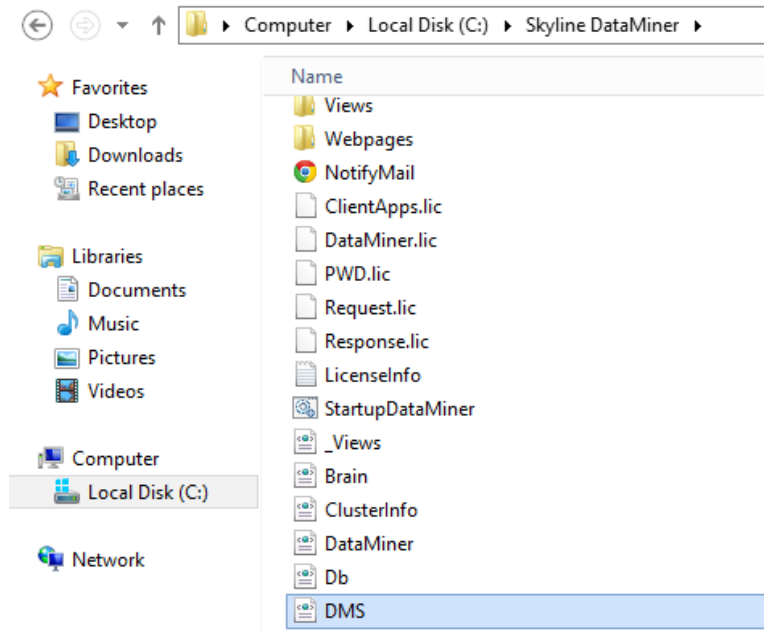 Computer Local Disk (C:) Skyline DataMiner
Favorites
Desktop
Downloads
Recent places
Libraries
Documents
Music
Pictures
Videos
Computer
Local Disk (C:)
Network
Name
Views
Webpages
NotifyMail
ClientApps.lic
DataMiner.lic
PWD.lic
Request.lic
Response.lic
LicenseInfo
StartupDataMiner
_Views
Brain
ClusterInfo
DataMiner
Db
DMS